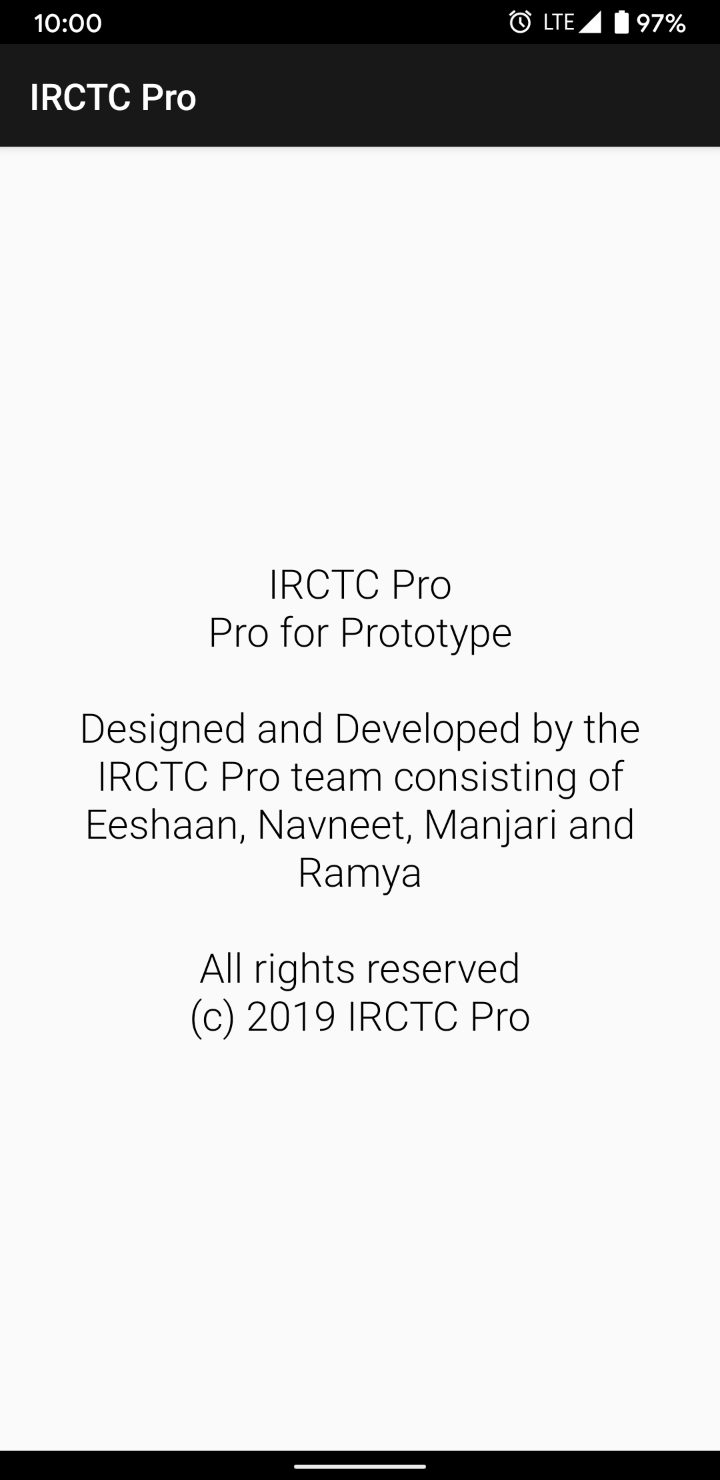 10:00 LTE 97%
IRCTC Pro
IRCTC Pro
Pro for Prototype
Designed and Developed by the
IRCTC Pro team consisting of
Eeshaan, Navneet, Manjari and
Ramya
All rights reserved
(c) 2019 IRCTC Pro